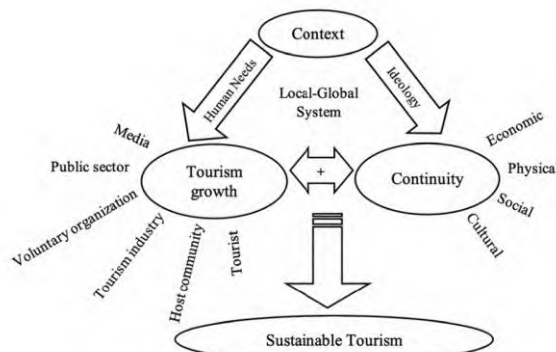 Context
Human Needs
Ideology
Local-Global
System
Media
Public sector
Voluntary organization
Tourism industry
Host community
Tourist
Tourism
growth
+
Continuity
Economic
Physica
Social
Cultural
Sustainable Tourism